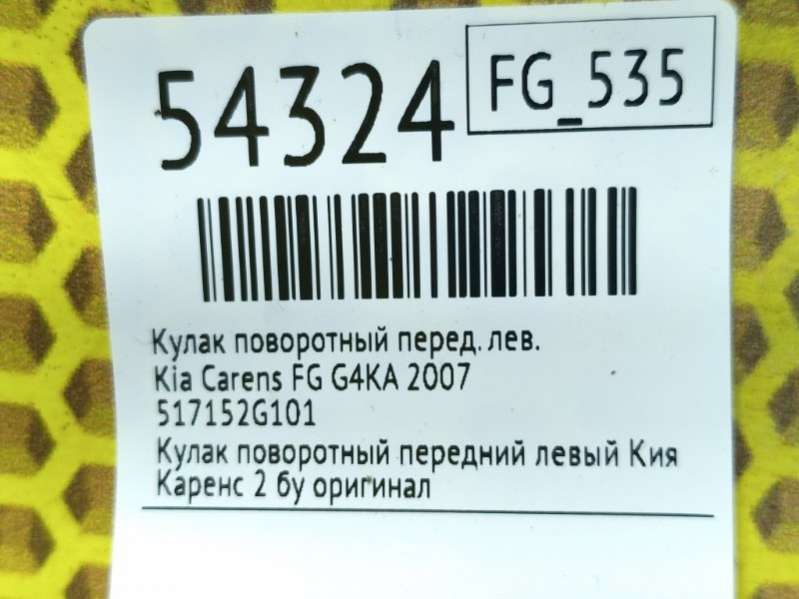 54324
FG_535
Кулак поворотный перед. лев.
Kia Carens FG G4KA 2007
517152G101
Кулак поворотный передний левый Кия
Каренс 2 бу оригинал